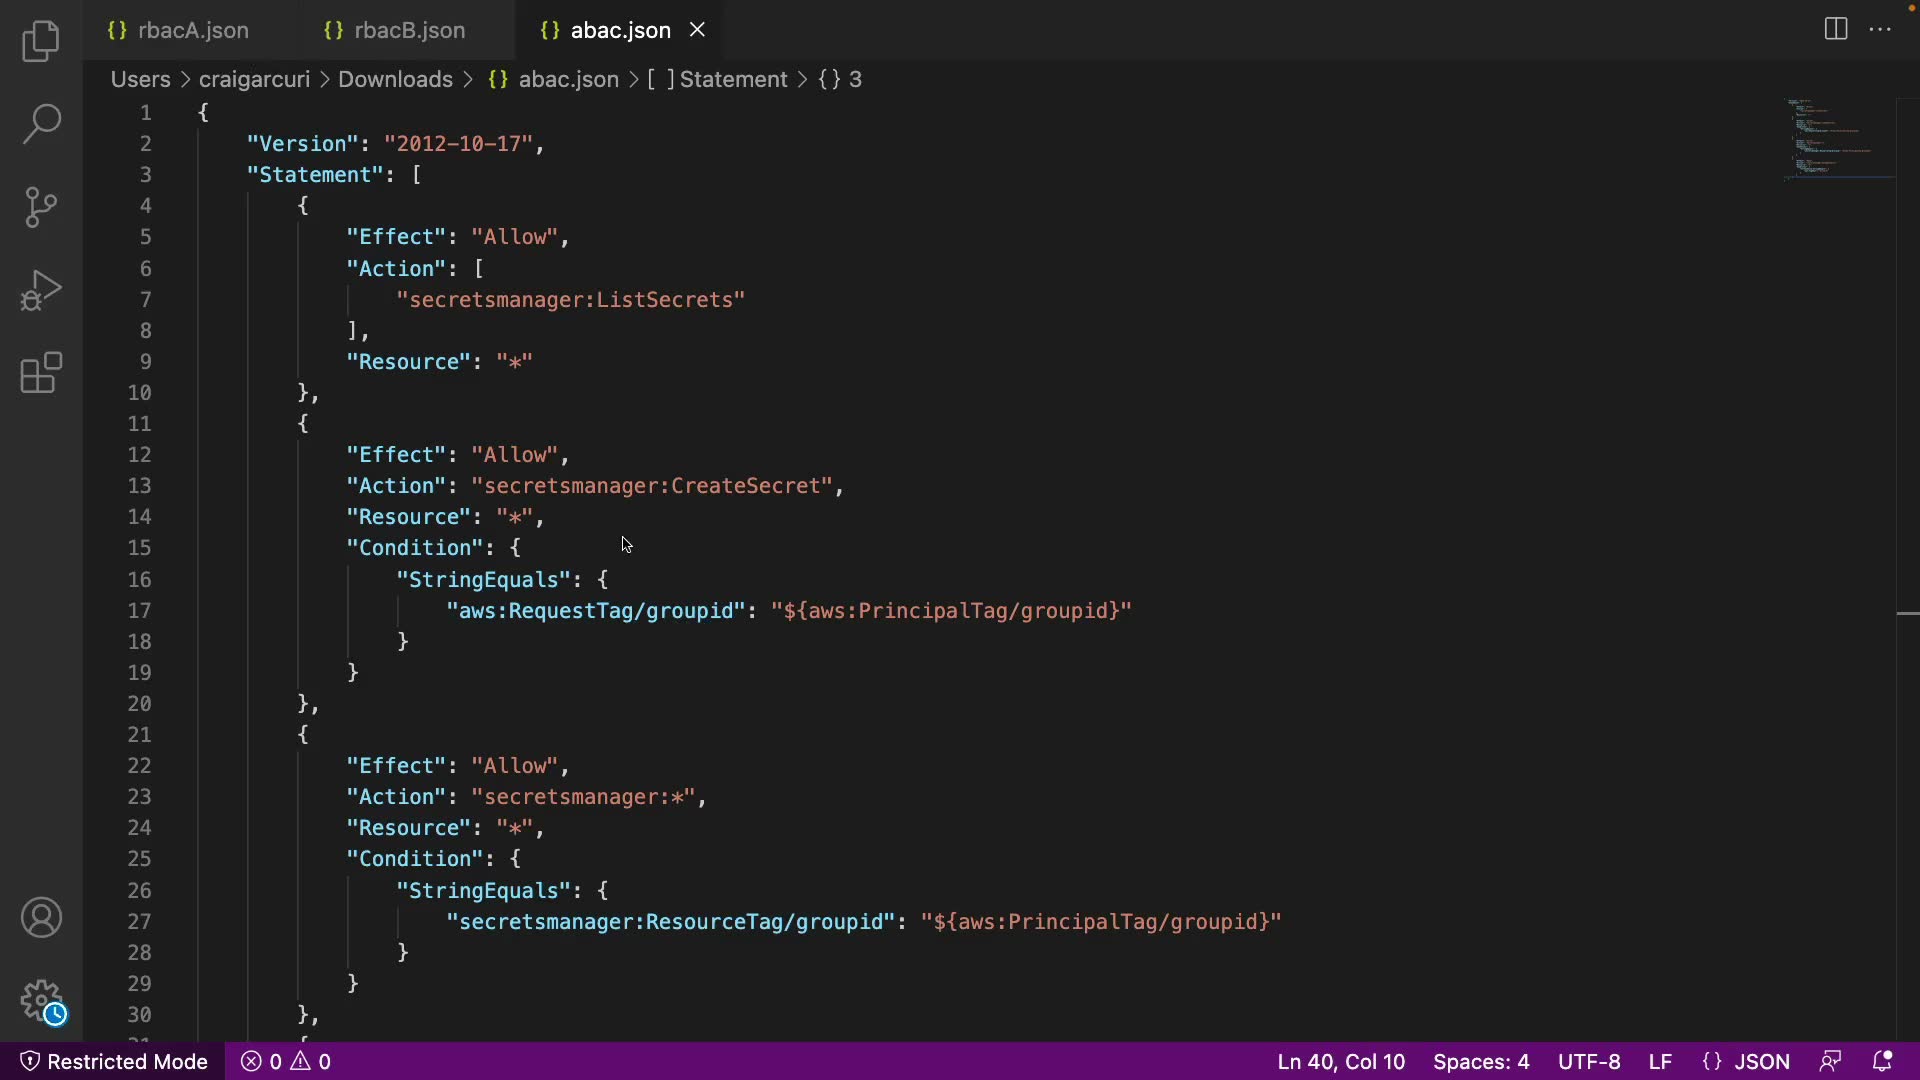 {} rbacA.json {} rbacB.json {} abac.json
Users > craigarcuri > Downloads > {} abac.json > [ ] Statement > {} 3
1 {
2 "Version": "2012-10-17",
3 "Statement": [
4 {
5 "Effect": "Allow",
6 "Action": [
7 "secretsmanager:ListSecrets"
8 ],
9 "Resource": "*"
10 },
11 {
12 "Effect": "Allow",
13 "Action": "secretsmanager:CreateSecret",
14 "Resource": "*",
15 "Condition": {
16 "StringEquals": {
17 "aws:RequestTag/groupid": "${aws:PrincipalTag/groupid}"
18 }
19 }
20 },
21 {
22 "Effect": "Allow",
23 "Action": "secretsmanager:*",
24 "Resource": "*",
25 "Condition": {
26 "StringEquals": {
27 "secretsmanager:ResourceTag/groupid": "${aws:PrincipalTag/groupid}"
28 }
29 }
30 },
Restricted Mode 0 0 Ln 40, Col 10 Spaces: 4 UTF-8 LF {} JSON